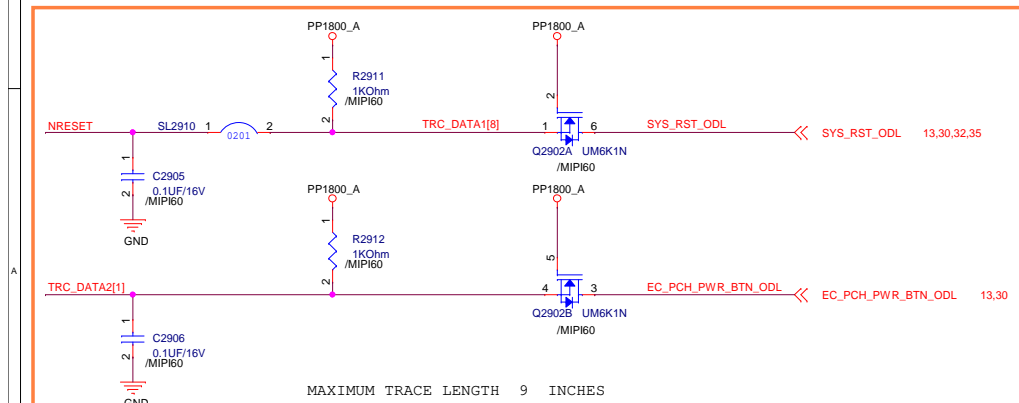 PP1800_A
PP1800_A
1
R2911
1KOhm
/MIPI60
2
2
NRESET
SL2910
1
0201
2
TRC_DATA1[8]
1
6
SYS_RST_ODL
SYS_RST_ODL
13,30,32,35
Q2902A
UM6K1N
/MIPI60
1
C2905
0.1UF/16V
/MIPI60
2
GND
PP1800_A
PP1800_A
1
R2912
1KOhm
/MIPI60
2
5
A
TRC_DATA2[1]
4
3
EC_PCH_PWR_BTN_ODL
EC_PCH_PWR_BTN_ODL
13,30
Q2902B
UM6K1N
/MIPI60
1
C2906
0.1UF/16V
/MIPI60
2
GND
MAXIMUM TRACE LENGTH 9 INCHES